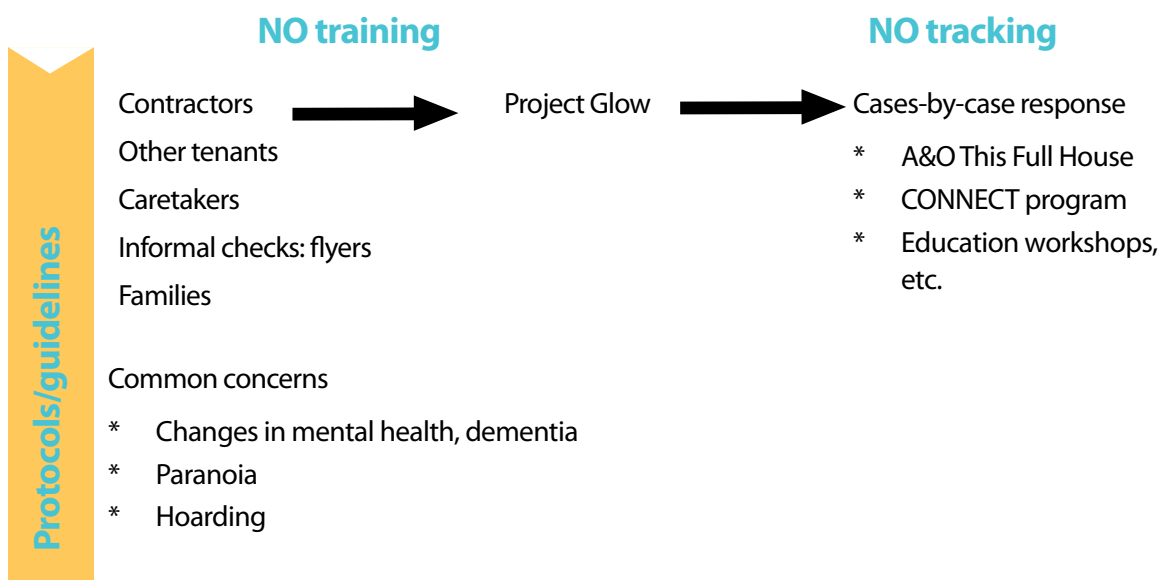 NO training
NO tracking
Protocols/guidelines
Contractors
Other tenants
Caretakers
Informal checks: flyers
Families
Project Glow
Cases-by-case response
* A&O This Full House
* CONNECT program
* Education workshops,
etc.
Common concerns
* Changes in mental health, dementia
* Paranoia
* Hoarding